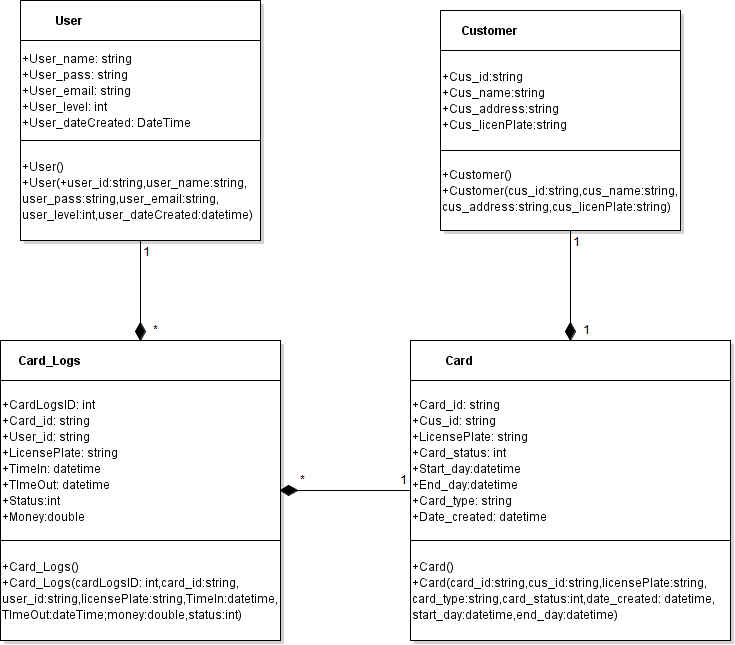 User
+User_name: string
+User_pass: string
+User_email: string
+User_level: int
+User_dateCreated: DateTime
+User()
+User(+user_id:string,user_name:string,
user_pass:string,user_email:string,
user_level:int,user_dateCreated:datetime)
Customer
+Cus_id:string
+Cus_name:string
+Cus_address:string
+Cus_licenPlate:string
+Customer()
+Customer(cus_id:string,cus_name:string,
cus_address:string,cus_licenPlate:string)
1
*
1
1
Card_Logs
+CardLogsID: int
+Card_id: string
+User_id: string
+LicensePlate: string
+TimeIn: datetime
+TImeOut: datetime
+Status:int
+Money:double
+Card_Logs()
+Card_Logs(cardLogsID: int,card_id:string,
user_id:string,licensePlate:string,TimeIn:datetime,
TImeOut:dateTime;money:double,status:int)
*
1
Card
+Card_id: string
+Cus_id: string
+LicensePlate: string
+Card_status: int
+Start_day:datetime
+End_day:datetime
+Card_type: string
+Date_created: datetime
+Card()
+Card(card_id:string,cus_id:string,licensePlate:string,
card_type:string,card_status:int,date_created: datetime,
start_day:datetime,end_day:datetime)